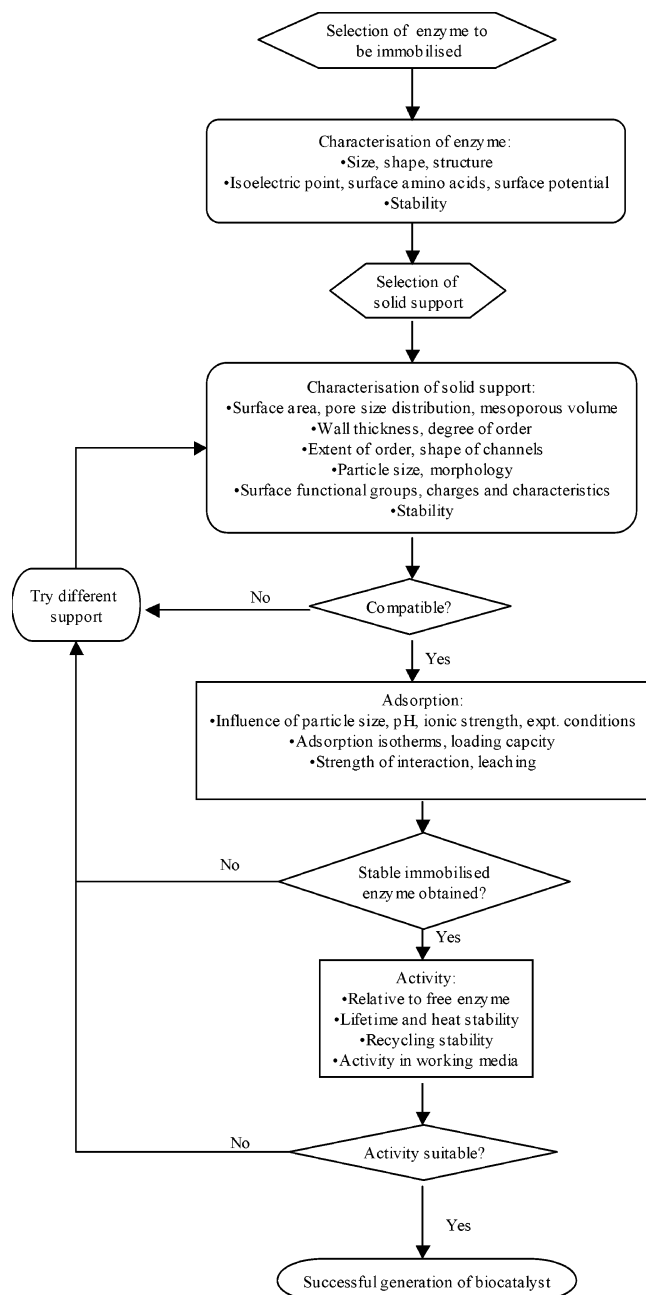 Selection of enzyme to
be immobilised
Characterisation of enzyme:
•Size, shape, structure
•Isoelectric point, surface amino acids, surface potential
•Stability
Selection of
solid support
Characterisation of solid support:
•Surface area, pore size distribution, mesoporous volume
•Wall thickness, degree of order
•Extent of order, shape of channels
•Particle size, morphology
•Surface functional groups, charges and characteristics
•Stability
Try different
support
No
Compatible?
Yes
Adsorption:
•Influence of particle size, pH, ionic strength, expt. conditions
•Adsorption isotherms, loading capcity
•Strength of interaction, leaching
No
Stable immobilised
enzyme obtained?
Yes
Activity:
•Relative to free enzyme
•Lifetime and heat stability
•Recycling stability
•Activity in working media
No
Activity suitable?
Yes
Successful generation of biocatalyst